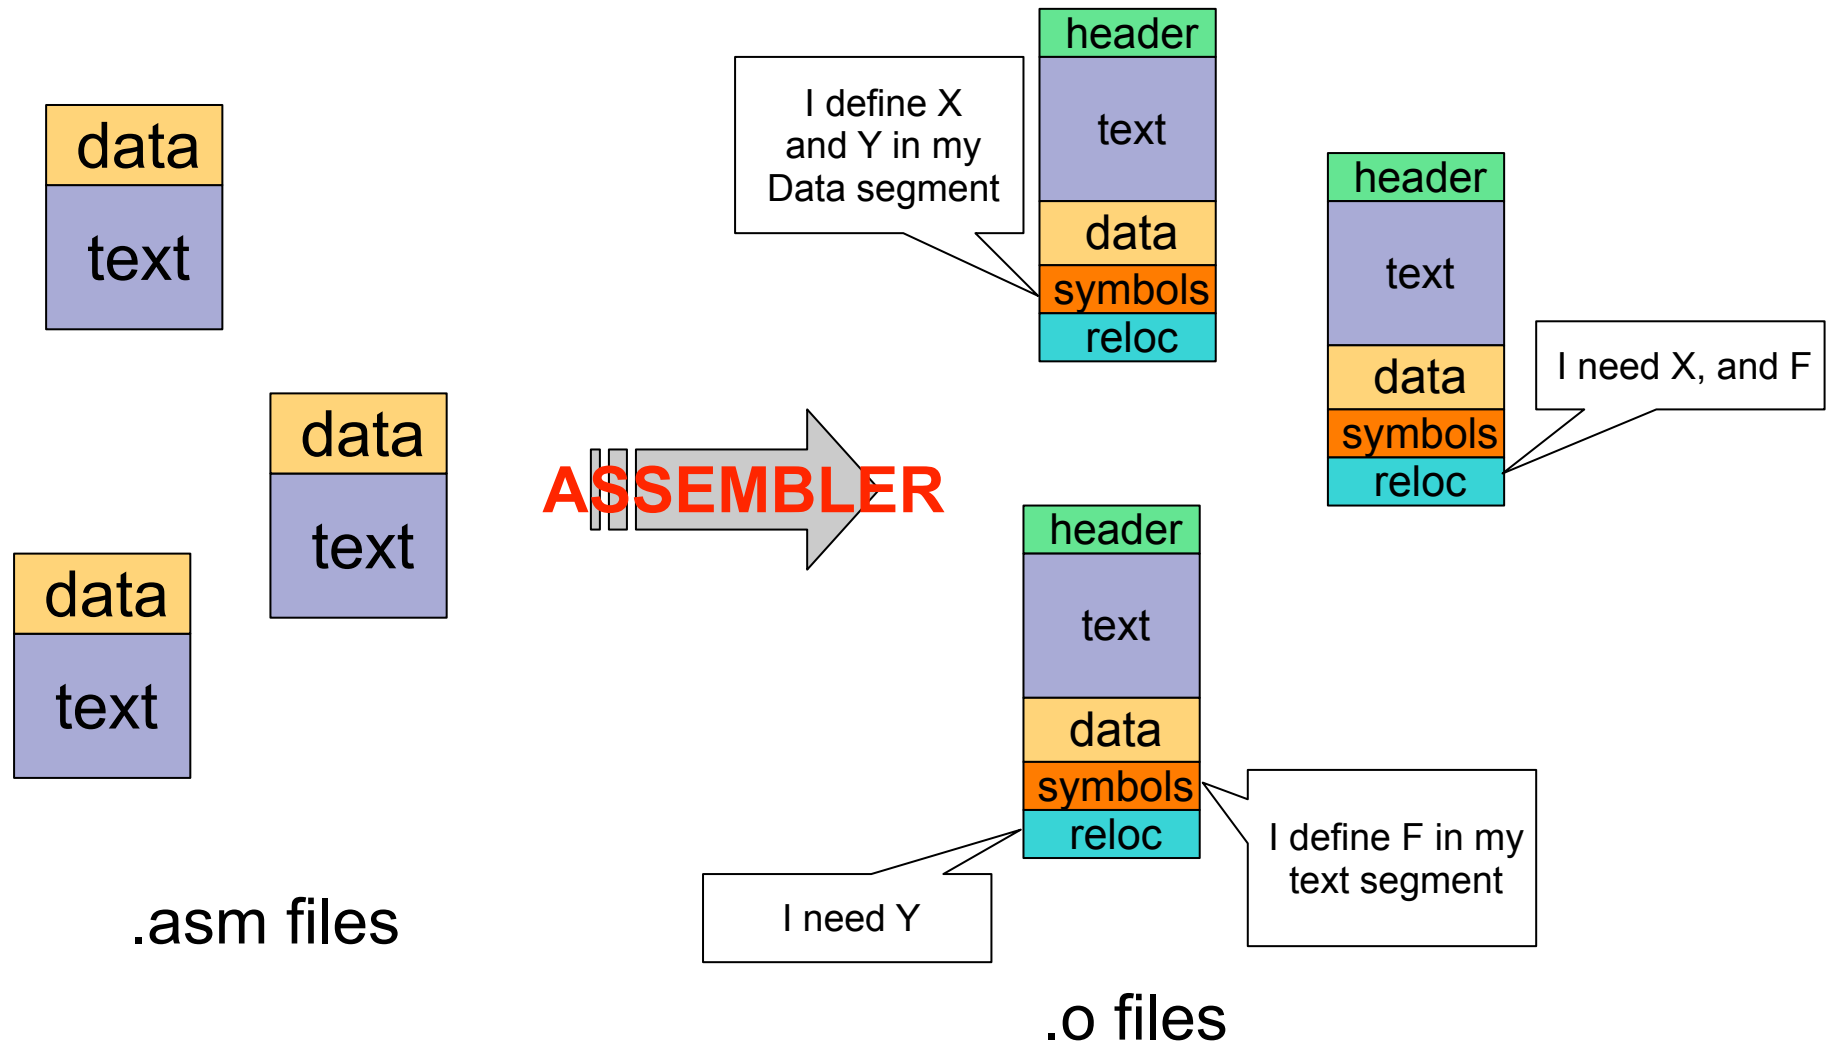 data
text
data
text
data
text
.asm files
ASSEMBLER
I define X
and Y in my
Data segment
header
text
data
symbols
reloc
header
text
data
symbols
reloc
I need X, and F
header
text
data
symbols
reloc
I need Y
I define F in my
text segment
.o files